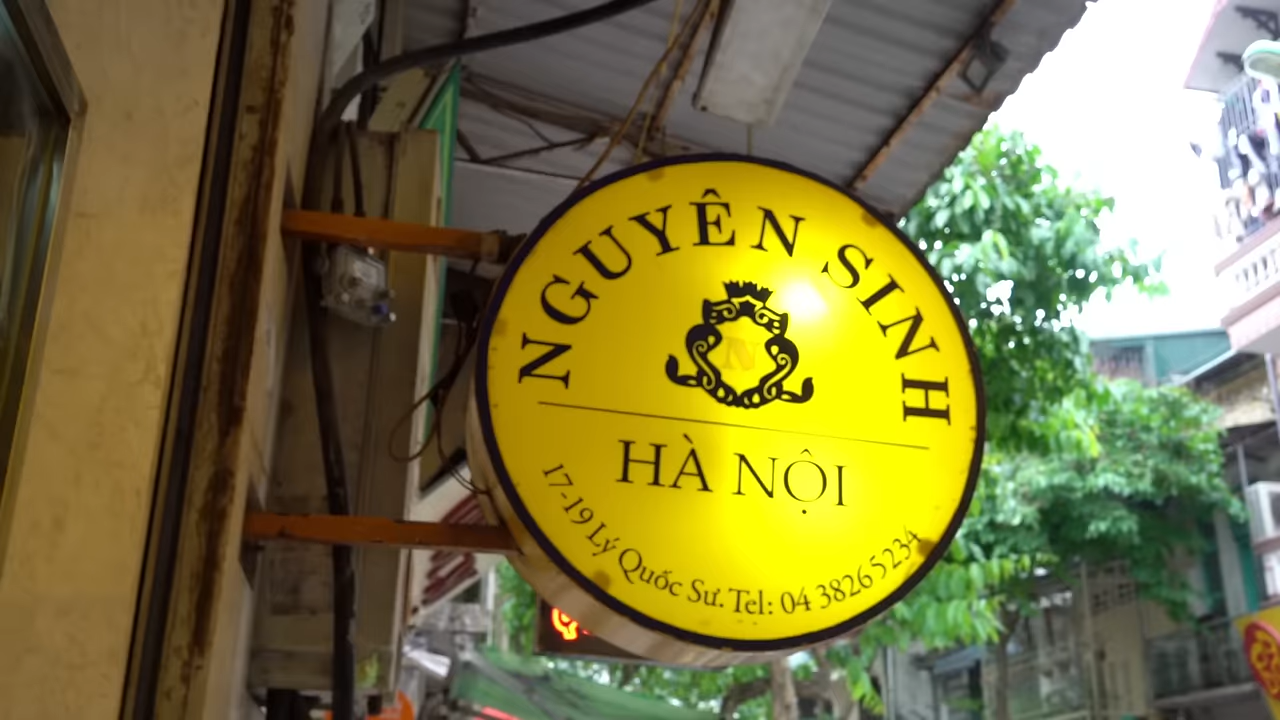 NGUYÊN SINH
N
HÀ NỘI
17-19 Lý Quốc Sư. Tel: 04 38265234